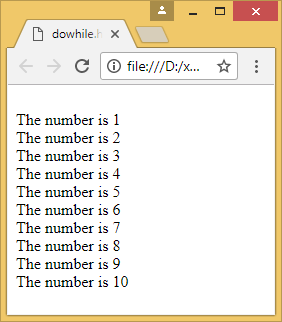 dowhile.h
file:///D:/x...
The number is 1
The number is 2
The number is 3
The number is 4
The number is 5
The number is 6
The number is 7
The number is 8
The number is 9
The number is 10